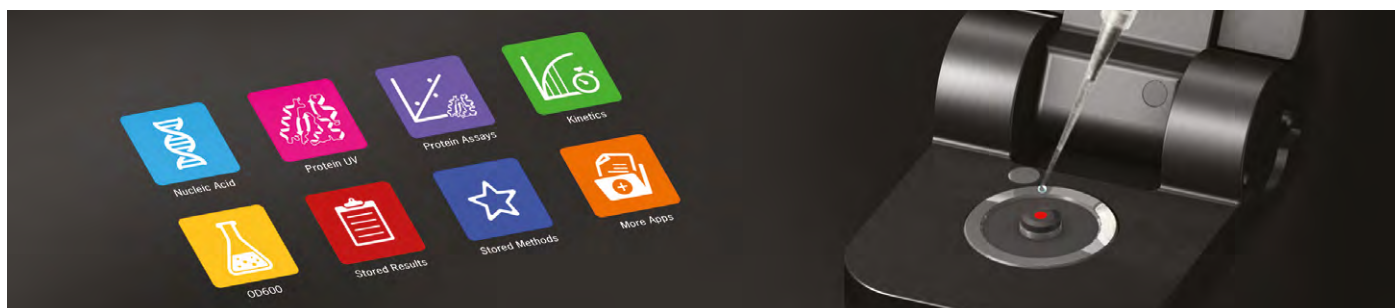 Nucleic Acid
Protein UV
Protein Assays
Kinetics
OD600
Stored Results
Stored Methods
More Apps